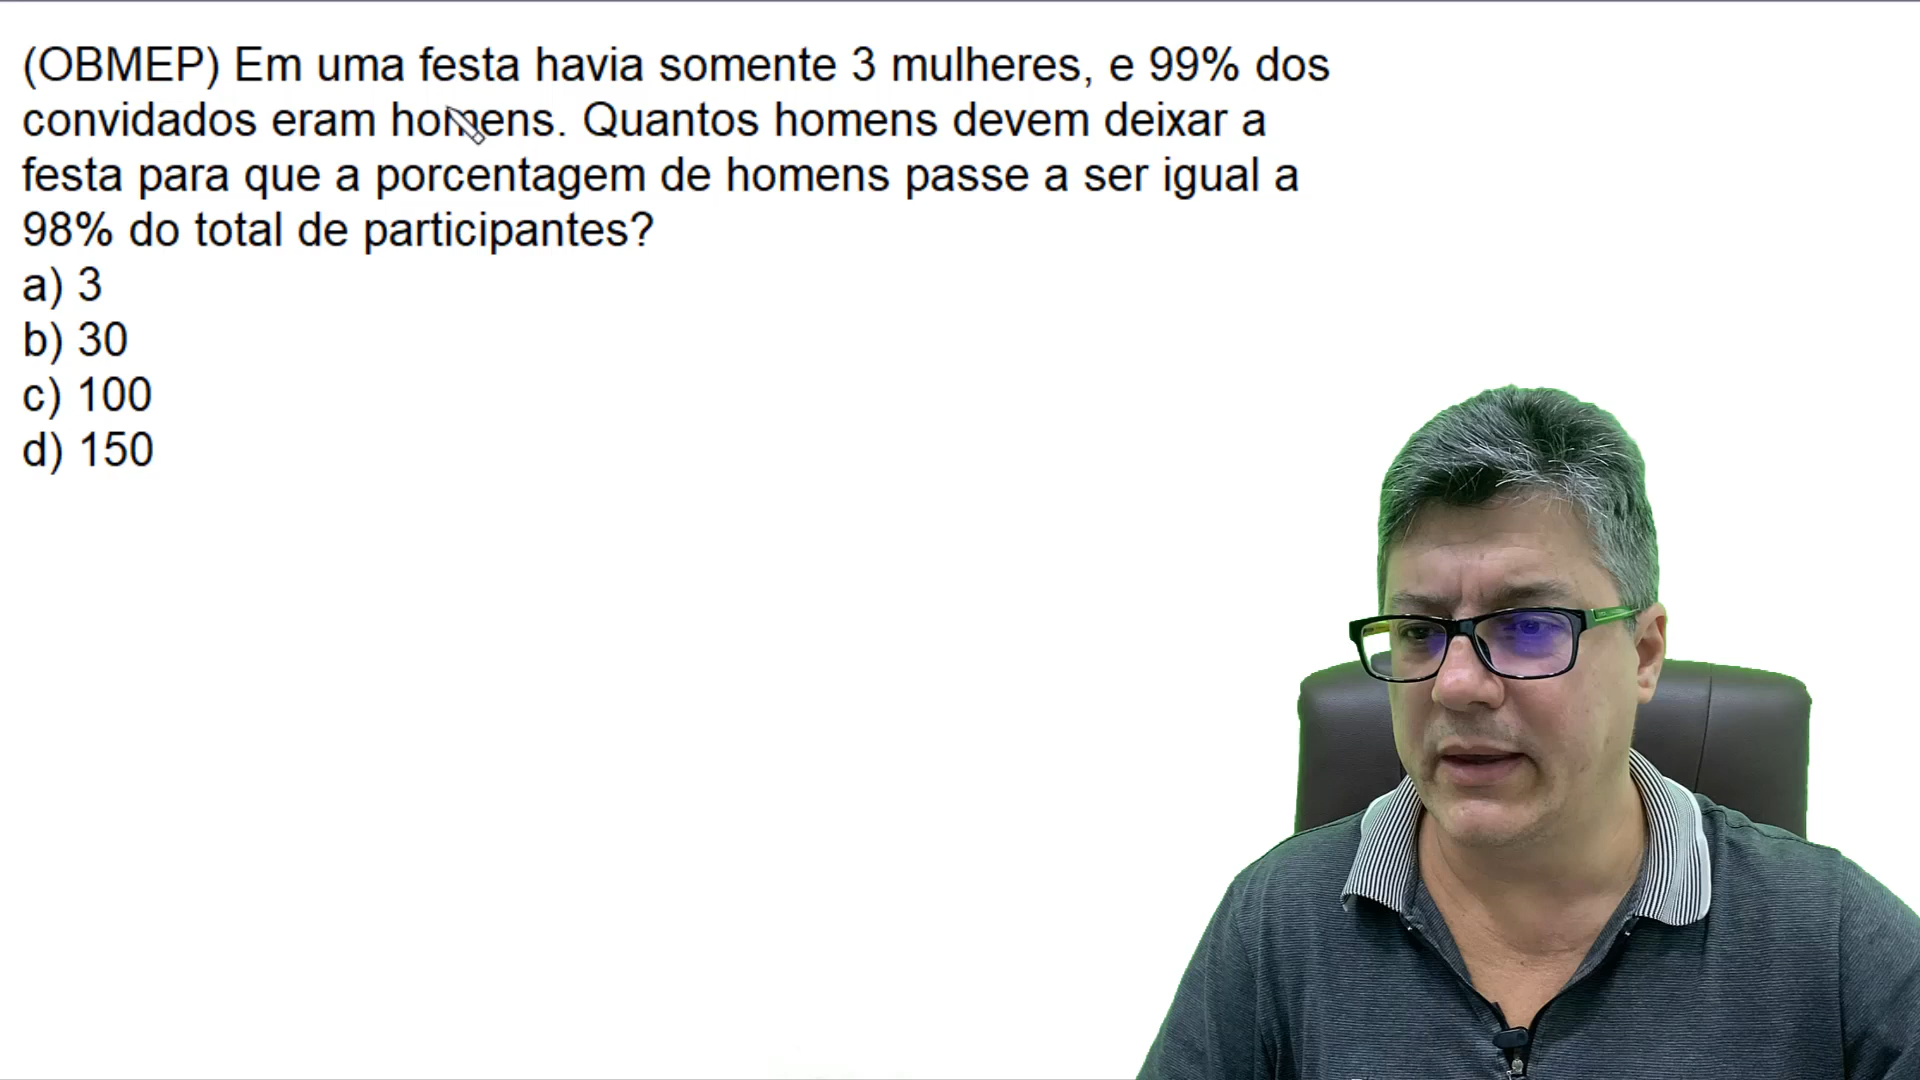 (OBMEP) Em uma festa havia somente 3 mulheres, e 99% dos
convidados eram homens. Quantos homens devem deixar a
festa para que a porcentagem de homens passe a ser igual a
98% do total de participantes?
a) 3
b) 30
c) 100
d) 150